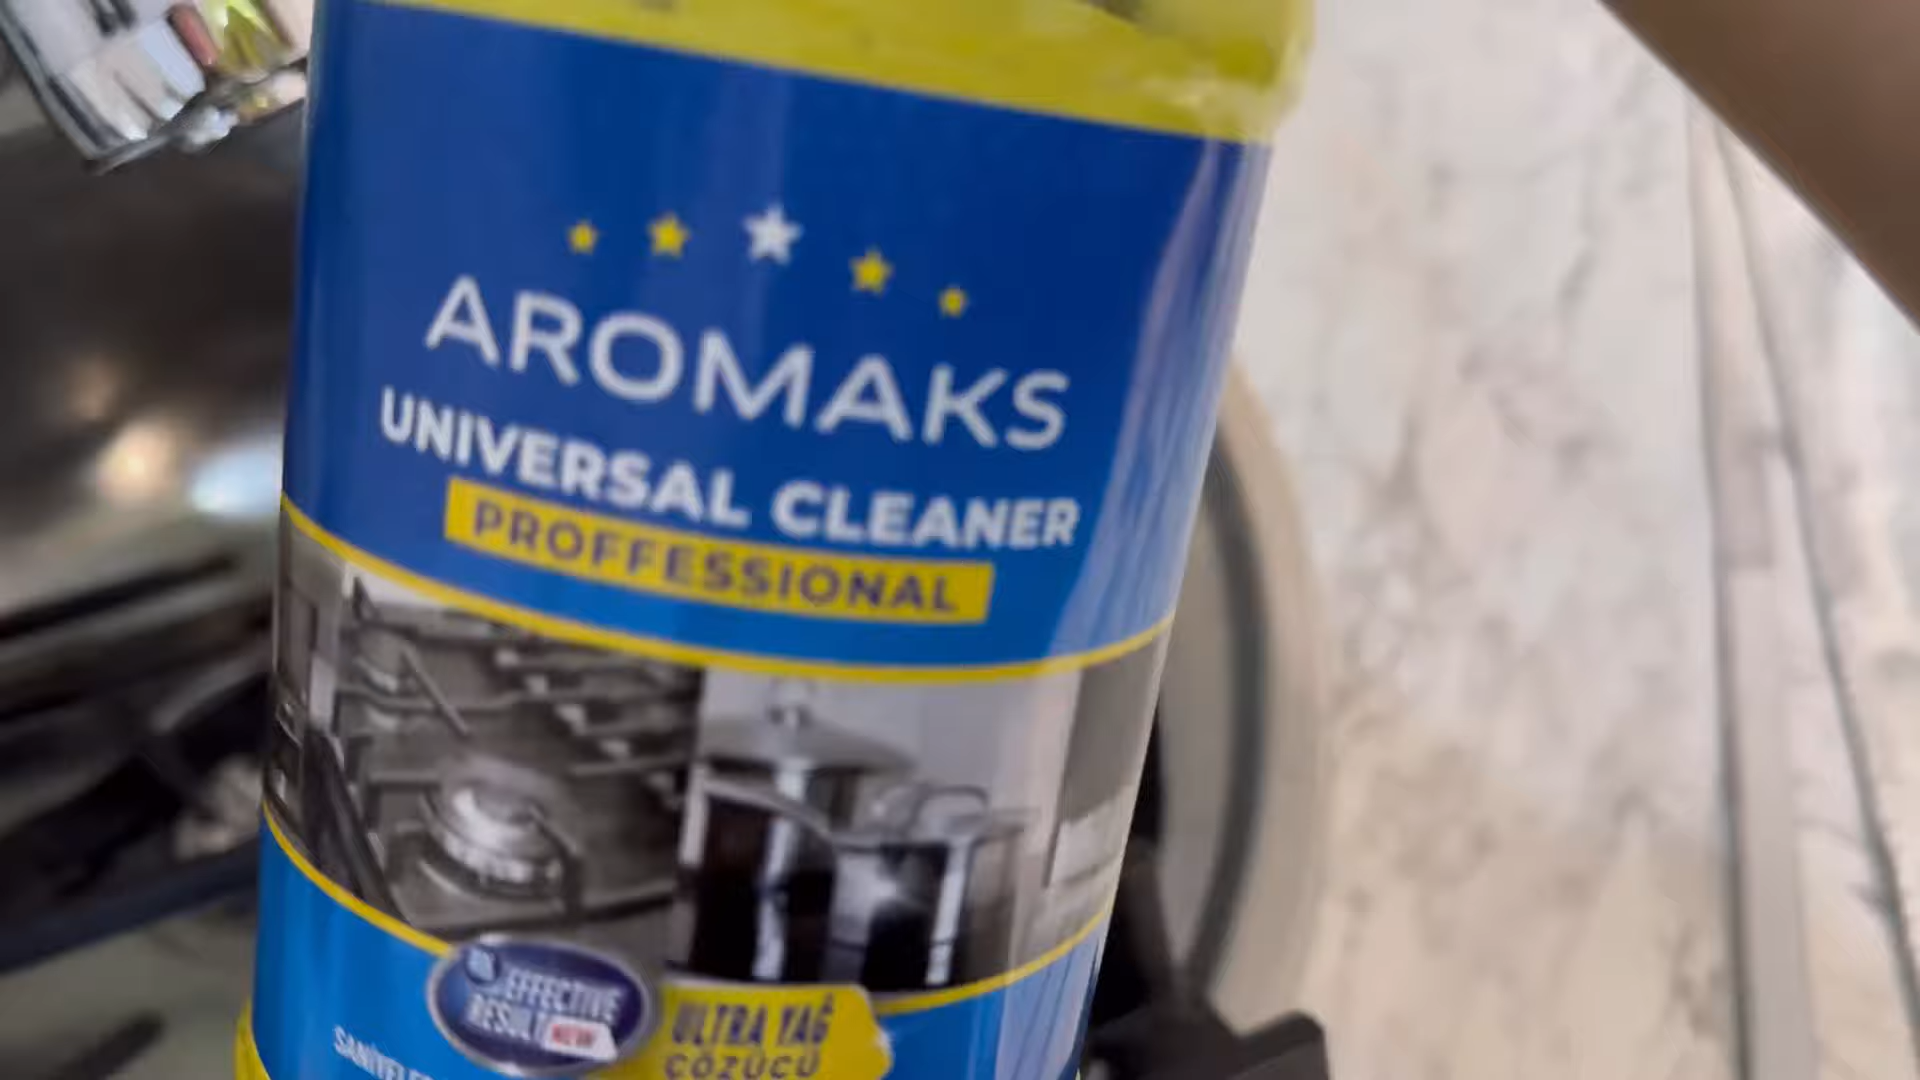 AROMAKS
UNIVERSAL CLEANER
PROFFESSIONAL
EFFECTIVE
RESULT NEW
ULTRA YAĞ
ÇÖZÜCÜ